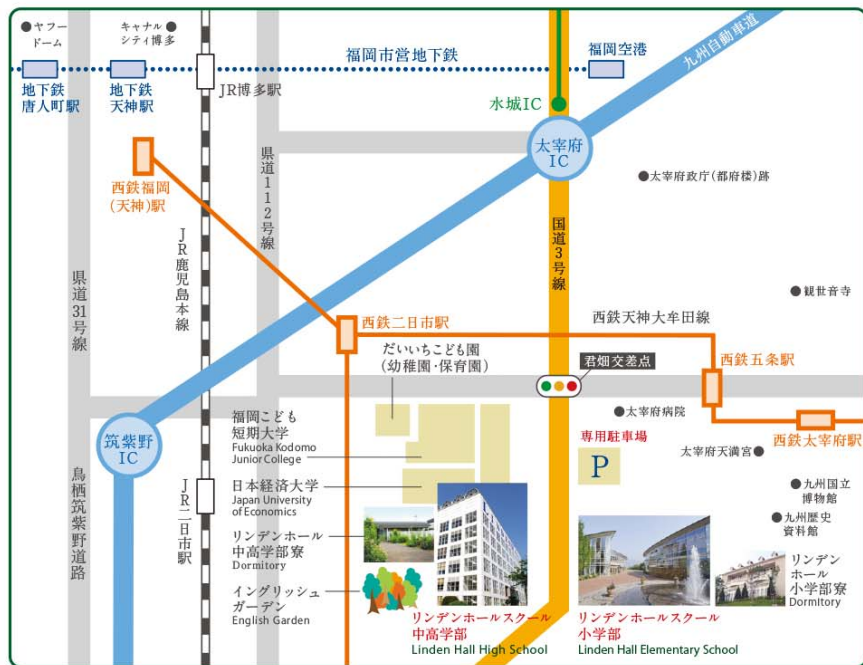 ヤフー
ドーム
キャナル
シティ博多
福岡市営地下鉄
福岡空港
九州自動車道
地下鉄
唐人町駅
地下鉄
天神駅
JR博多駅
水城IC
太宰府
IC
西鉄福岡
(天神)駅
県道112号線
太宰府政庁(都府楼)跡
国道3号線
JR鹿児島本線
県道31号線
観世音寺
西鉄二日市駅
西鉄天神大牟田線
だいいちこども園
(幼稚園・保育園)
君畑交差点
西鉄五条駅
福岡こども
短期大学
Fukuoka Kodomo
Junior College
太宰府病院
専用駐車場
P
西鉄太宰府駅
太宰府天満宮
筑紫野
IC
鳥栖筑紫野道路
JR二日市駅
日本経済大学
Japan University
of Economics
九州国立
博物館
九州歴史
資料館
リンデンホール
中高学部寮
Dormitory
リンデン
ホール
小学部寮
Dormitory
イングリッシュ
ガーデン
English Garden
リンデンホールスクール
中高学部
Linden Hall High School
リンデンホールスクール
小学部
Linden Hall Elementary School